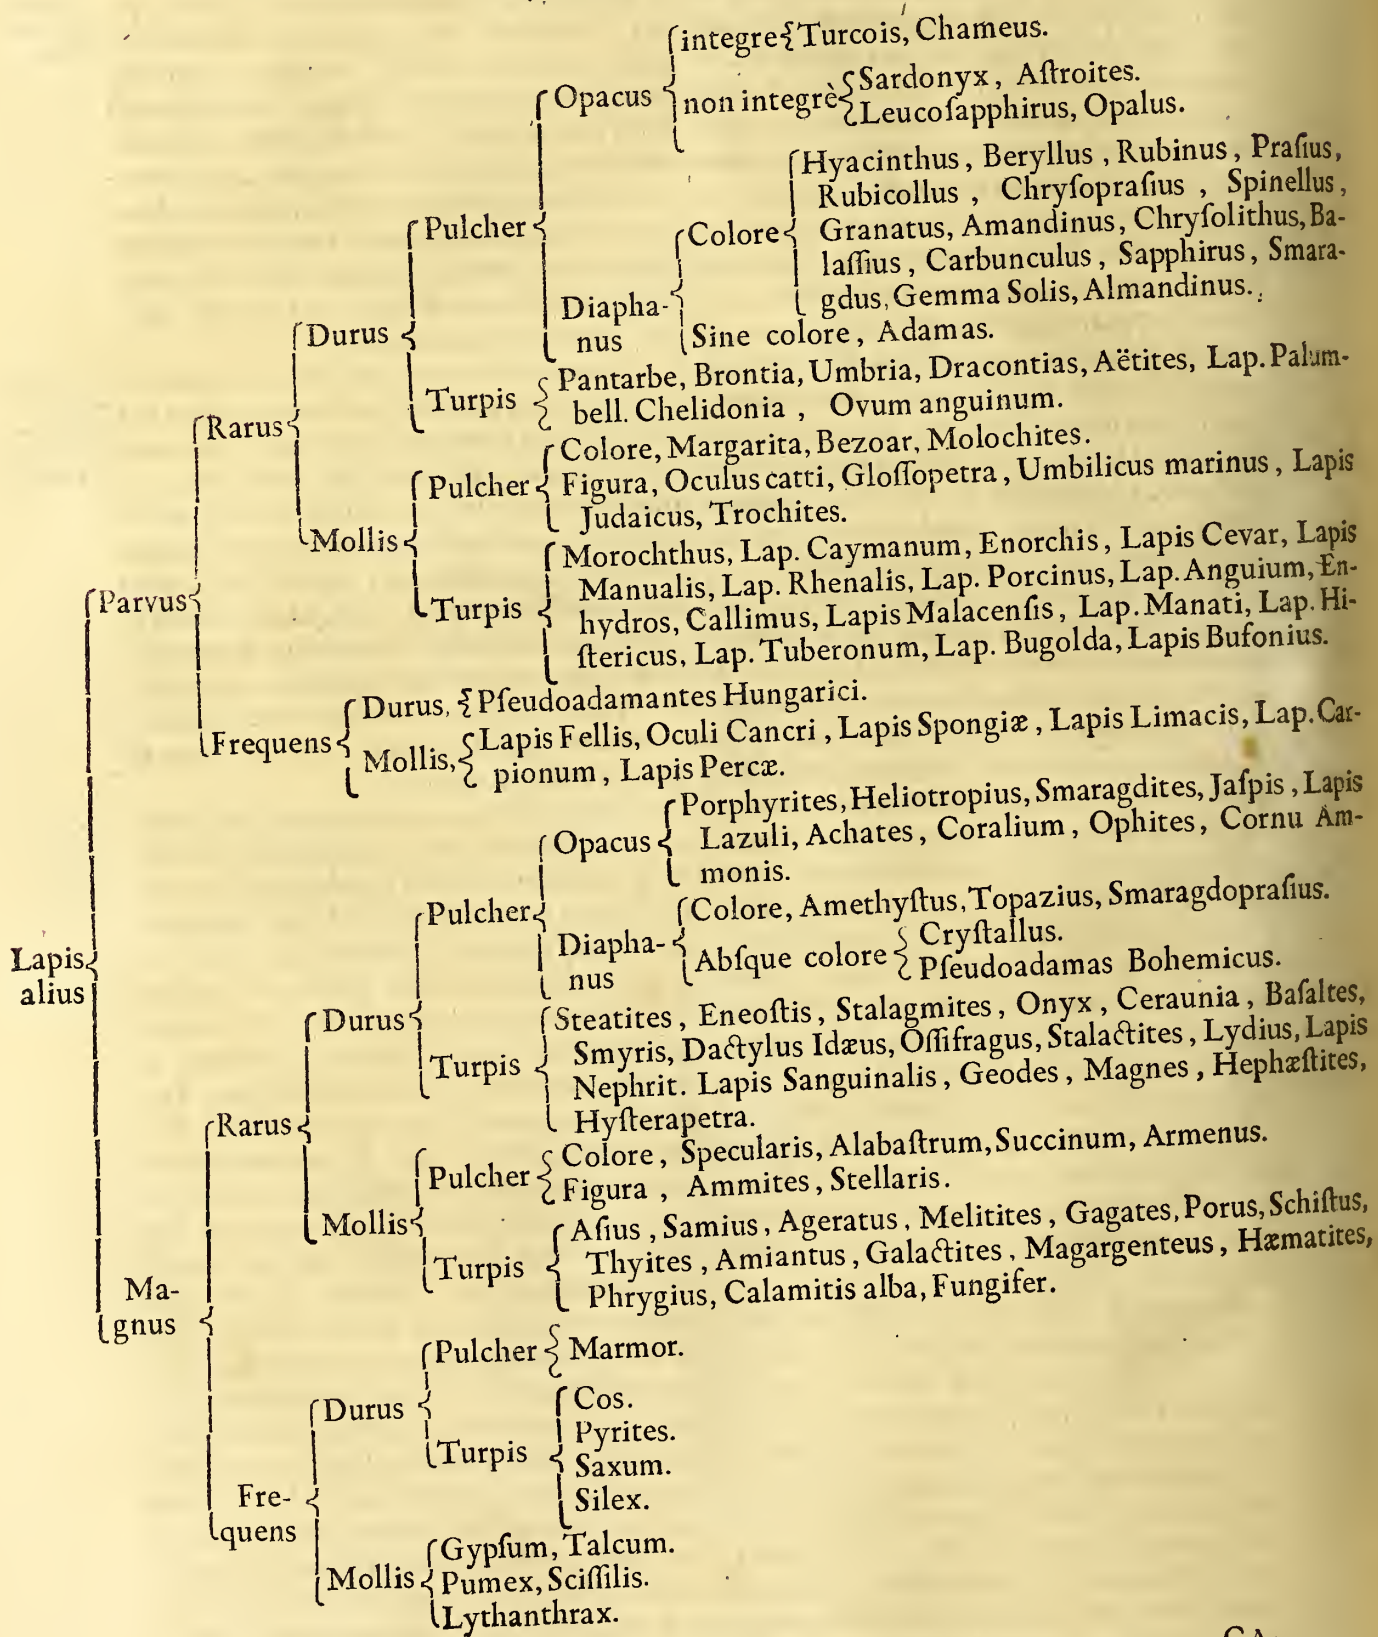 integre Turcois, Chameus.
Opacus
non integrè Sardonyx, Aſtroites.
Leucoſapphirus, Opalus.
Pulcher
Hyacinthus, Beryllus, Rubinus, Praſius,
Rubicollus, Chryſopraſius, Spinellus,
Colore Granatus, Amandinus, Chryſolithus, Ba-
laſſius, Carbunculus, Sapphirus, Smara-
gdus, Gemma Solis, Almandinus.
Diapha-
nus
Sine colore, Adamas.
Durus
Turpis
Pantarbe, Brontia, Umbria, Dracontias, Aëtites, Lap. Palum-
bell. Chelidonia, Ovum anguinum.
Rarus
Colore, Margarita, Bezoar, Molochites.
Pulcher Figura, Oculus catti, Gloſſopetra, Umbilicus marinus, Lapis
Judaicus, Trochites.
Mollis
Morochthus, Lap. Caymanum, Enorchis, Lapis Cevar, Lapis
Manualis, Lap. Rhenalis, Lap. Porcinus, Lap. Anguium, En-
Turpis
hydros, Callimus, Lapis Malacenſis, Lap. Manati, Lap. Hi-
ſtericus, Lap. Tuberonum, Lap. Bugolda, Lapis Bufonius.
Parvus
Durus, Pſeudoadamantes Hungarici.
Frequens
Mollis, Lapis Fellis, Oculi Cancri, Lapis Spongiæ, Lapis Limacis, Lap. Car-
pionum, Lapis Percæ.
Porphyrites, Heliotropius, Smaragdites, Jaſpis, Lapis
Opacus Lazuli, Achates, Coralium, Ophites, Cornu Am-
monis.
Pulcher
Colore, Amethyſtus, Topazius, Smaragdopraſius.
Diapha-
nus
Abſque colore Cryſtallus.
Pſeudoadamas Bohemicus.
Lapis
alius
Durus
Steatites, Eneoſtis, Stalagmites, Onyx, Ceraunia, Baſaltes,
Smyris, Dactylus Idæus, Oſſifragus, Stalactites, Lydius, Lapis
Turpis
Nephrit. Lapis Sanguinalis, Geodes, Magnes, Hephæſtites,
Hyſterapetra.
Rarus
Pulcher Colore, Specularis, Alabaſtrum, Succinum, Armenus.
Figura, Ammites, Stellaris.
Mollis
Aſius, Samius, Ageratus, Melitites, Gagates, Porus, Schiſtus,
Turpis Thyites, Amiantus, Galactites, Magargenteus, Hæmatites,
Phrygius, Calamitis alba, Fungifer.
Ma-
gnus
Pulcher Marmor.
Durus
Cos.
Pyrites.
Turpis
Saxum.
Silex.
Fre-
quens
Gypſum, Talcum.
Mollis Pumex, Sciſſilis.
Lythanthrax.